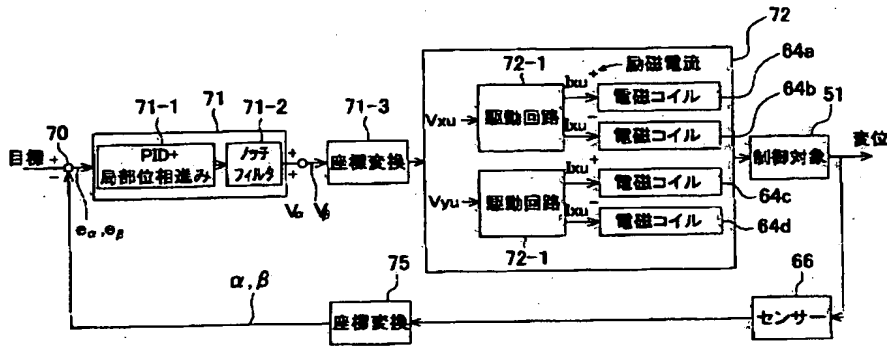 72
71-1
71
71-2
71-3
72-1
Ixu⁺
励磁電流
64a
64b
51
目標
70
+
−
PID+
局部位相進み
ノッチ
フィルタ
+
+
座標変換
Vxu
駆動回路
電磁コイル
Ixu⁻
電磁コイル
制御対象
変位
eα,eβ
Vα
Vβ
Vyu
駆動回路
Ixu⁺
電磁コイル
Ixu⁻
電磁コイル
64c
64d
72-1
66
α,β
75
座標変換
センサー